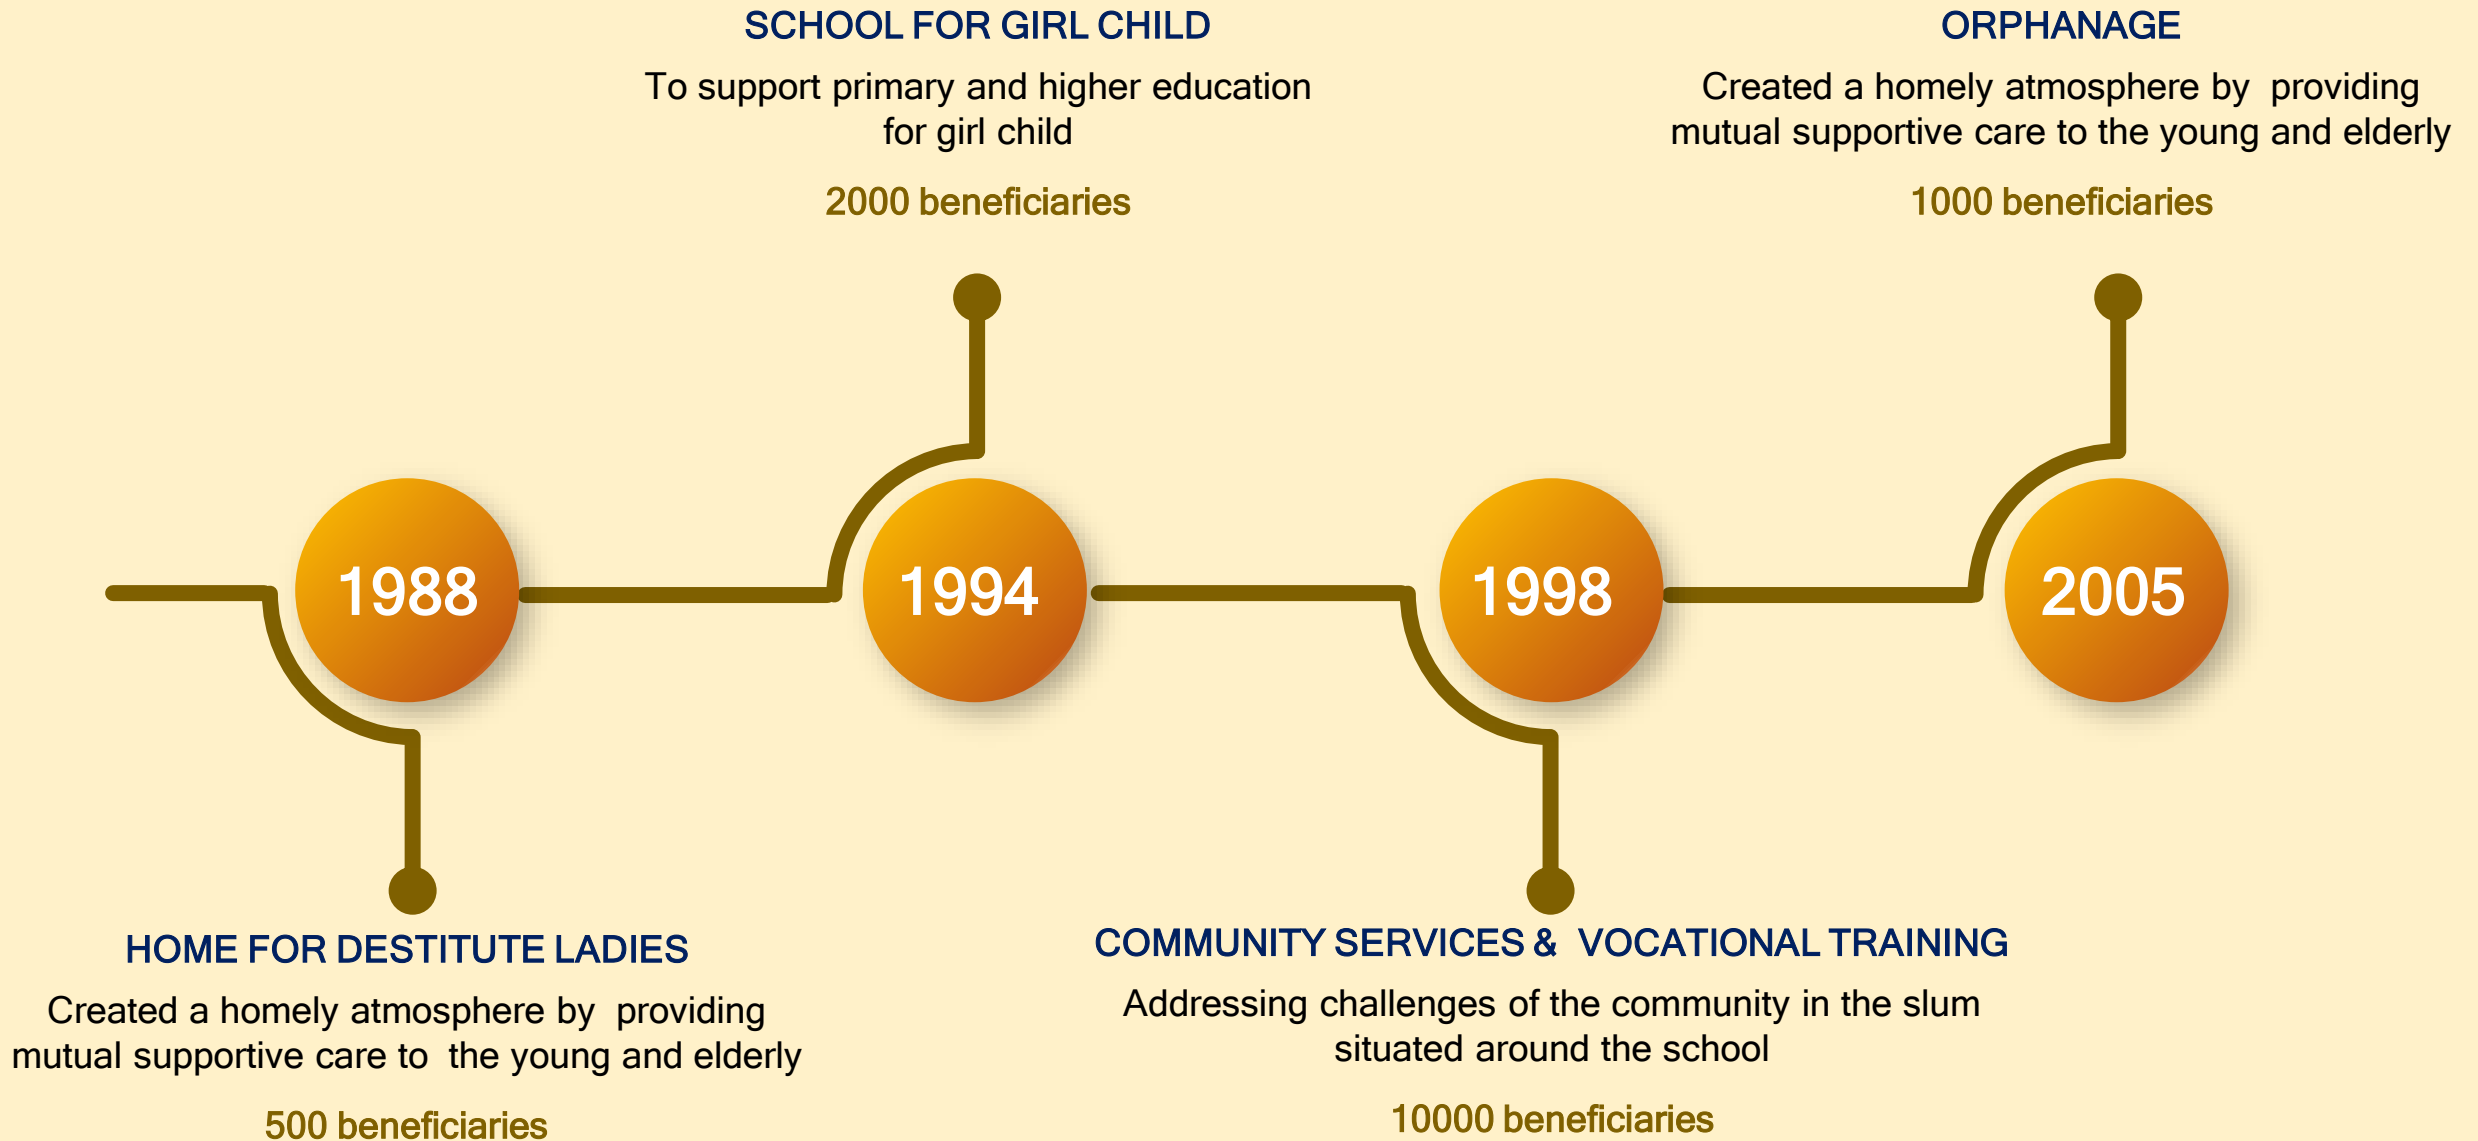 SCHOOL FOR GIRL CHILD
To support primary and higher education
for girl child
2000 beneficiaries
ORPHANAGE
Created a homely atmosphere by  providing
mutual supportive care to the young and elderly
1000 beneficiaries
1988
1994
1998
2005
HOME FOR DESTITUTE LADIES
Created a homely atmosphere by  providing
mutual supportive care to  the young and elderly
500 beneficiaries
COMMUNITY SERVICES &  VOCATIONAL TRAINING
Addressing challenges of the community in the slum
situated around the school
10000 beneficiaries